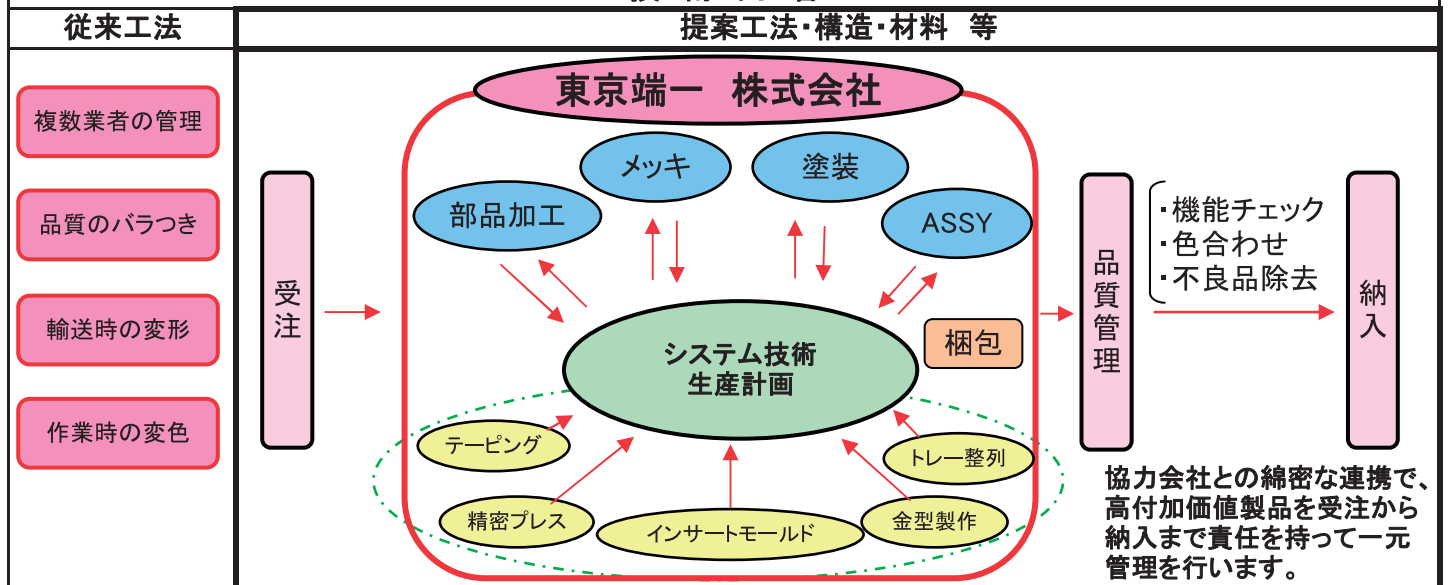 従来工法
提案工法・構造・材料 等
複数業者の管理
品質のバラつき
輸送時の変形
作業時の変色
東京端一 株式会社
メッキ
塗装
部品加工
ASSY
受注
システム技術
生産計画
梱包
テーピング
トレー整列
精密プレス
インサートモールド
金型製作
品質管理
・機能チェック
・色合わせ
・不良品除去
納入
協力会社との綿密な連携で、
高付加価値製品を受注から
納入まで責任を持って一元
管理を行います。